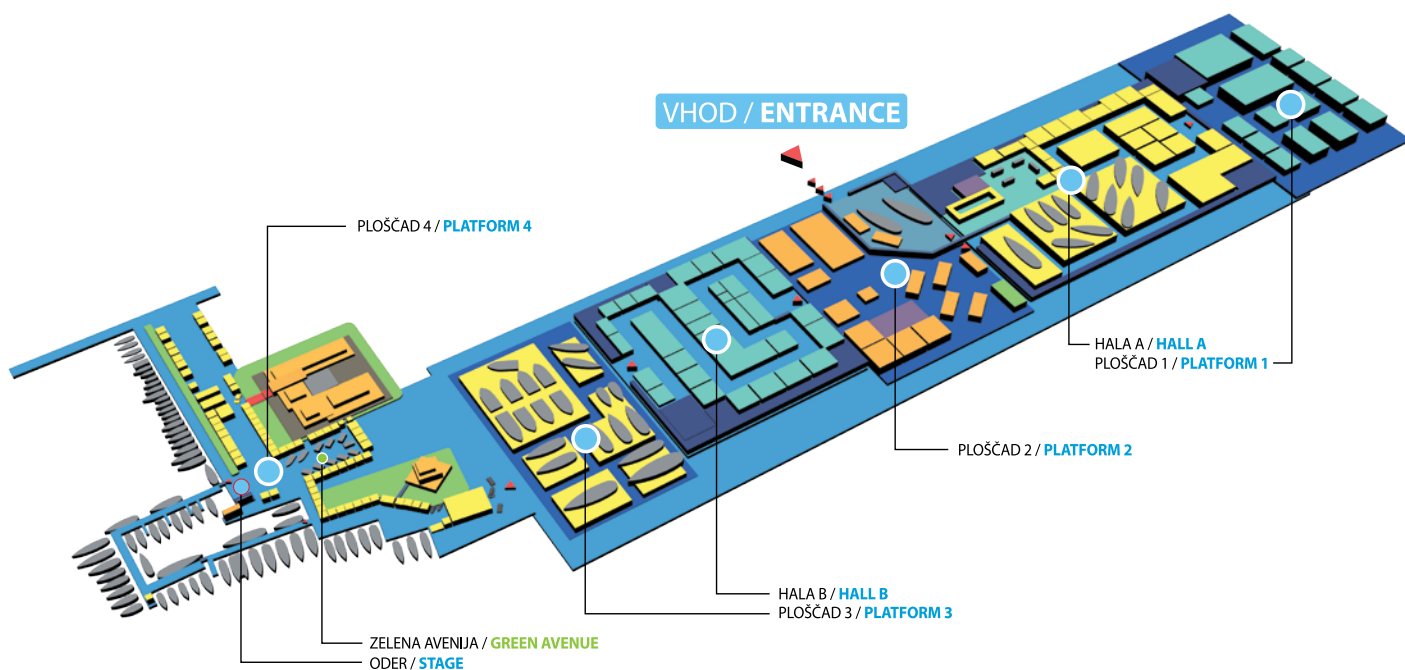 VHOD / ENTRANCE
PLOŠČAD 4 / PLATFORM 4
HALA A / HALL A
PLOŠČAD 1 / PLATFORM 1
PLOŠČAD 2 / PLATFORM 2
HALA B / HALL B
PLOŠČAD 3 / PLATFORM 3
ZELENA AVENIJA / GREEN AVENUE
ODER / STAGE